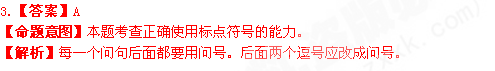 3.【答案】A
【命题意图】本题考查正确使用标点符号的能力。
【解析】每一个问句后面都要用问号。后面两个逗号应改成问号。